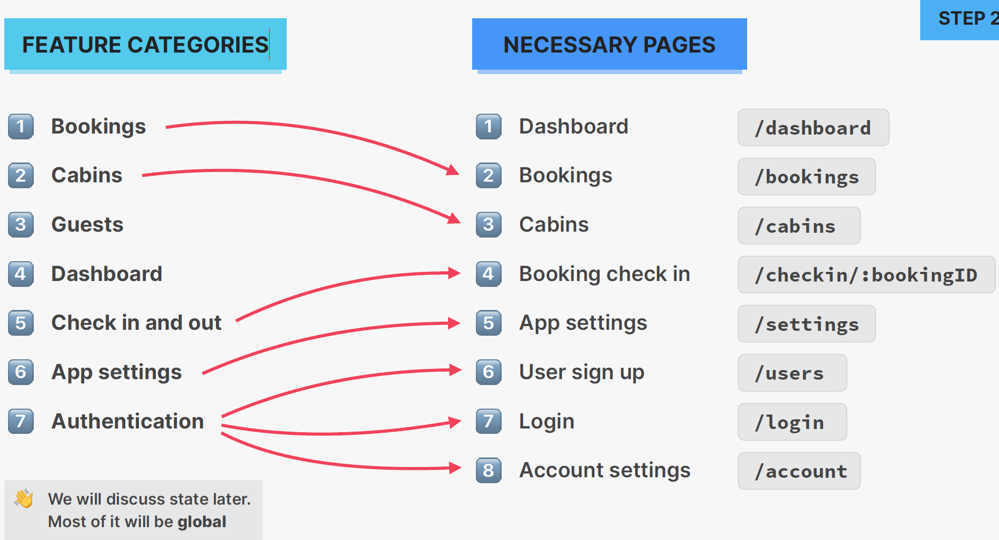 STEP 2
FEATURE CATEGORIES
1 Bookings
2 Cabins
3 Guests
4 Dashboard
5 Check in and out
6 App settings
7 Authentication
👋 We will discuss state later.
Most of it will be global
NECESSARY PAGES
1 Dashboard /dashboard
2 Bookings /bookings
3 Cabins /cabins
4 Booking check in /checkin/:bookingID
5 App settings /settings
6 User sign up /users
7 Login /login
8 Account settings /account